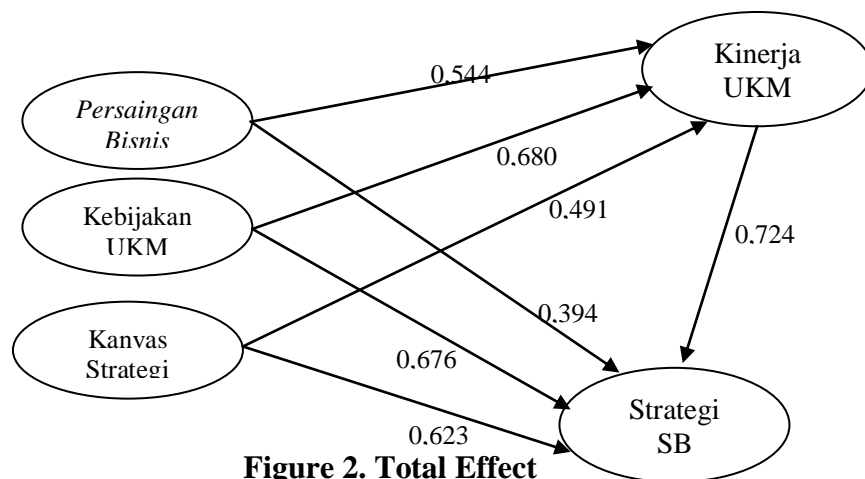 Kinerja
UKM
0,544
Persaingan
Bisnis
0,680
Kebijakan
UKM
0,491
0,724
0,394
Kanvas
Strategi
0,676
Strategi
SB
0,623
Figure 2. Total Effect